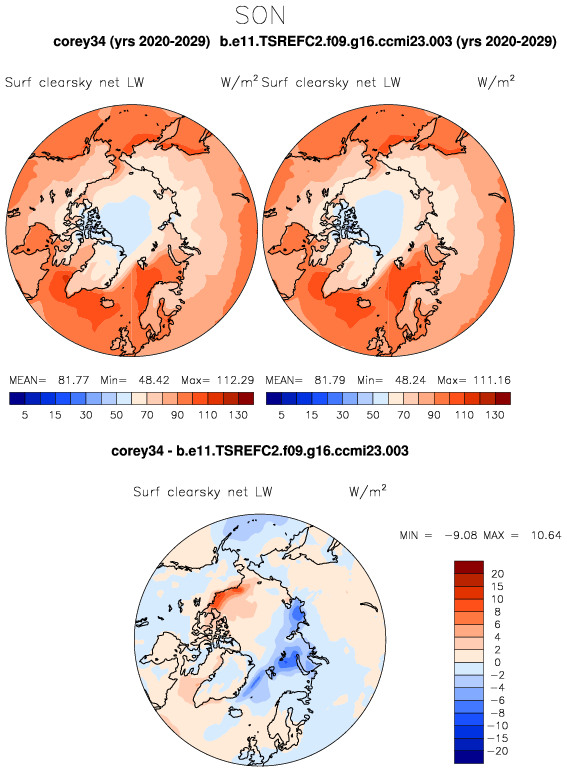 SON
corey34 (yrs 2020-2029) b.e11.TSREFC2.f09.g16.ccmi23.003 (yrs 2020-2029)
Surf clearsky net LW W/m² Surf clearsky net LW W/m²
MEAN= 81.77 Min= 48.42 Max= 112.29 MEAN= 81.79 Min= 48.24 Max= 111.16
5 15 30 50 70 90 110 130 5 15 30 50 70 90 110 130
corey34 - b.e11.TSREFC2.f09.g16.ccmi23.003
Surf clearsky net LW W/m²
MIN = -9.08 MAX = 10.64
20
15
10
8
6
4
2
0
-2
-4
-6
-8
-10
-15
-20